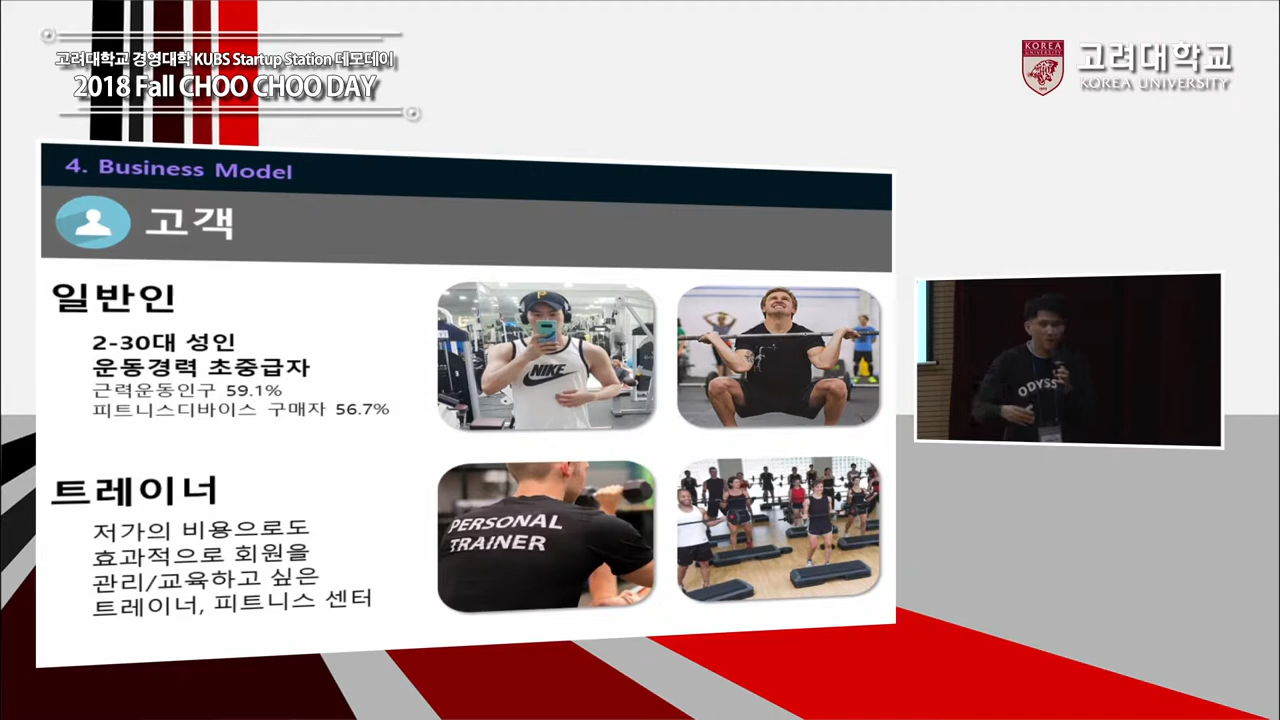 고려대학교 경영대학 KUBS Startup Station 데모데이
2018 Fall CHOO CHOO DAY
KOREA
UNIVERSITY
고려대학교
KOREA UNIVERSITY
4. Business Model
고객
일반인
2-30대 성인
운동경력 초중급자
근력운동인구 59.1%
피트니스디바이스 구매자 56.7%
P
NIKE
트레이너
저가의 비용으로도
효과적으로 회원을
관리/교육하고 싶은
트레이너, 피트니스 센터
PERSONAL
TRAINER
ODYSS